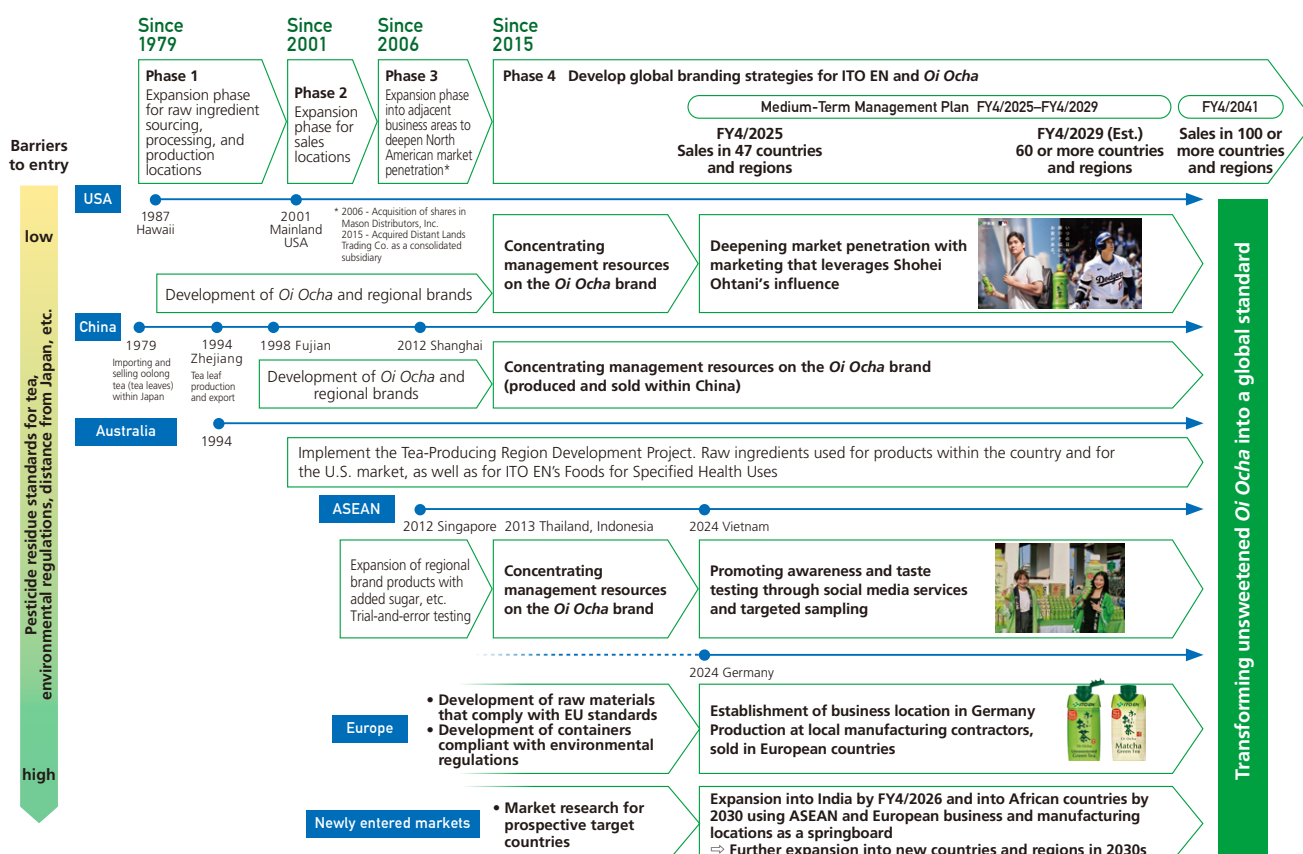 Since
1979
Since
2001
Since
2006
Since
2015
Phase 1
Expansion phase
for raw ingredient
sourcing,
processing, and
production
locations
Phase 2
Expansion
phase for
sales
locations
Phase 3
Expansion phase
into adjacent
business areas to
deepen North
American market
penetration*
Phase 4 Develop global branding strategies for ITO EN and Oi Ocha
Medium-Term Management Plan FY4/2025–FY4/2029
FY4/2041
FY4/2025
Sales in 47 countries
and regions
FY4/2029 (Est.)
60 or more countries
and regions
Sales in 100 or
more countries
and regions
Barriers
to entry
low
Pesticide residue standards for tea,
environmental regulations, distance from Japan, etc.
high
USA
1987
Hawaii
2001
Mainland
USA
* 2006 - Acquisition of shares in
Mason Distributors, Inc.
2015 - Acquired Distant Lands
Trading Co. as a consolidated
subsidiary
Development of Oi Ocha and regional brands
Concentrating
management resources
on the Oi Ocha brand
Deepening market penetration with
marketing that leverages Shohei
Ohtani's influence
Dodgers
China
1979
Importing and
selling oolong
tea (tea leaves)
within Japan
1994
Zhejiang
Tea leaf
production
and export
1998 Fujian
2012 Shanghai
Development of Oi Ocha and
regional brands
Concentrating management resources on the Oi Ocha brand
(produced and sold within China)
Australia
1994
Implement the Tea-Producing Region Development Project. Raw ingredients used for products within the country and for
the U.S. market, as well as for ITO EN's Foods for Specified Health Uses
ASEAN
2012 Singapore
2013 Thailand, Indonesia
2024 Vietnam
Expansion of regional
brand products with
added sugar, etc.
Trial-and-error testing
Concentrating
management resources
on the Oi Ocha brand
Promoting awareness and taste
testing through social media services
and targeted sampling
2024 Germany
Europe
• Development of raw materials
that comply with EU standards
• Development of containers
compliant with environmental
regulations
Establishment of business location in Germany
Production at local manufacturing contractors,
sold in European countries
ITO EN
お〜いお茶
Green Tea
ITO EN
お〜いお茶
Matcha
Green Tea
Newly entered markets
• Market research for
prospective target
countries
Expansion into India by FY4/2026 and into African countries by
2030 using ASEAN and European business and manufacturing
locations as a springboard
⇨ Further expansion into new countries and regions in 2030s
Transforming unsweetened Oi Ocha into a global standard